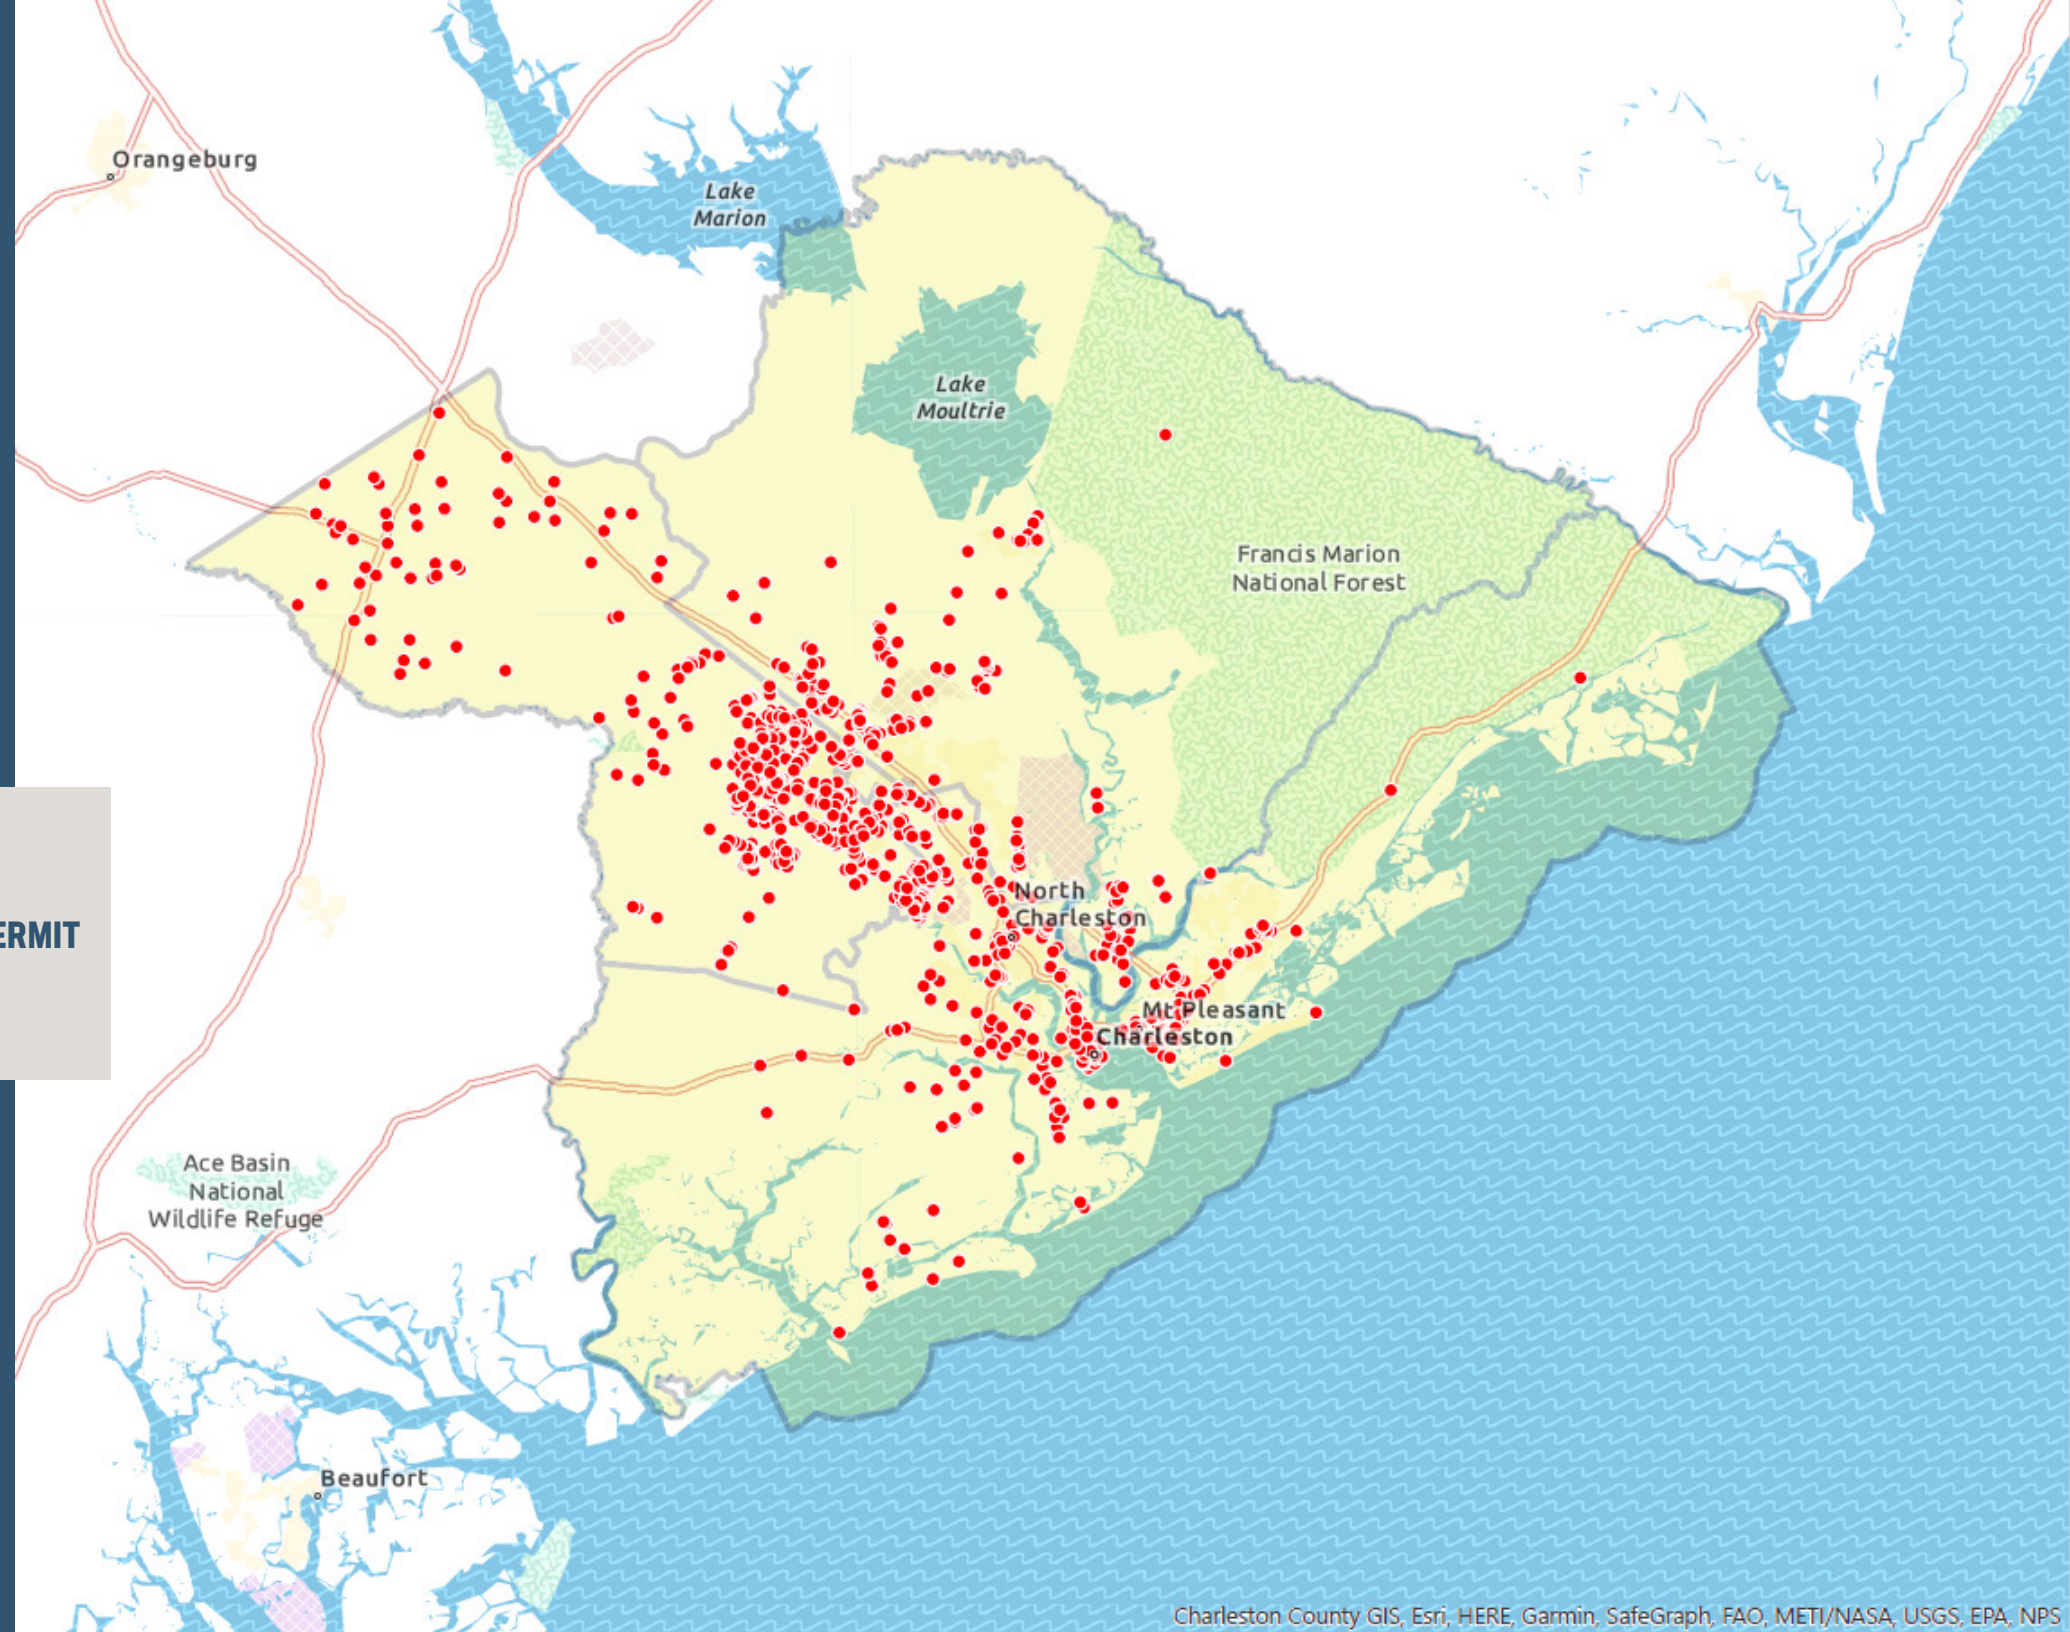 Orangeburg
Lake
Marion
Lake
Moultrie
Francis Marion
National Forest
North
Charleston
ERMIT
Mt Pleasant
Charleston
Ace Basin
National
Wildlife Refuge
Beaufort
Charleston County GIS, Esri, HERE, Garmin, SafeGraph, FAO, METI/NASA, USGS, EPA, NPS